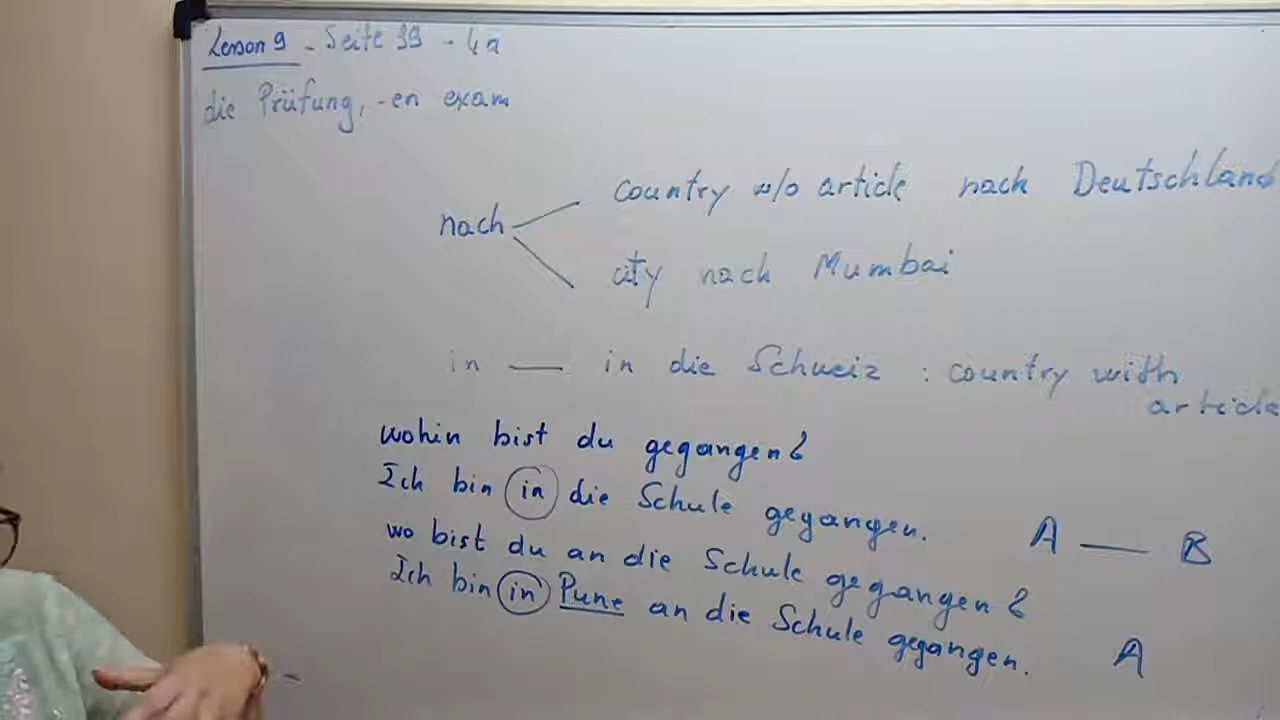 Lesson 9 - Seite 39 - 4a
die Prüfung, -en exam
country w/o article nach Deutschland
nach
city nach Mumbai
in — in die Schweiz : country with
article
wohin bist du gegangen?
Ich bin in die Schule gegangen.
A — B
wo bist du an die Schule gegangen?
Ich bin in Pune an die Schule gegangen.
A